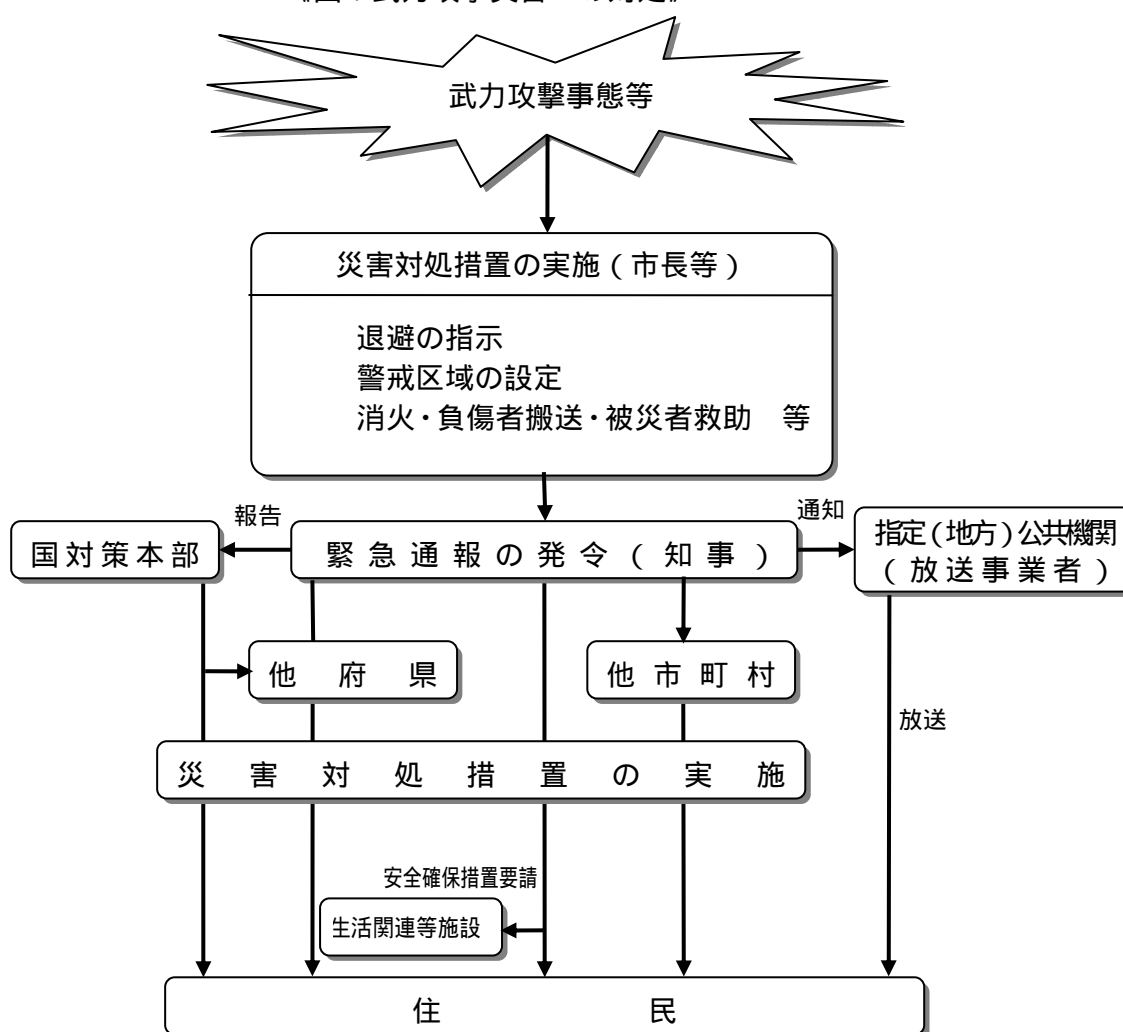 武力攻撃事態等
災害対処措置の実施（市長等）
退避の指示
警戒区域の設定
消火・負傷者搬送・被災者救助　等
報告
通知
国対策本部
緊急通報の発令（知事）
指定(地方)公共機関
（放送事業者）
他府県
他市町村
放送
災害対処措置の実施
安全確保措置要請
生活関連等施設
住民